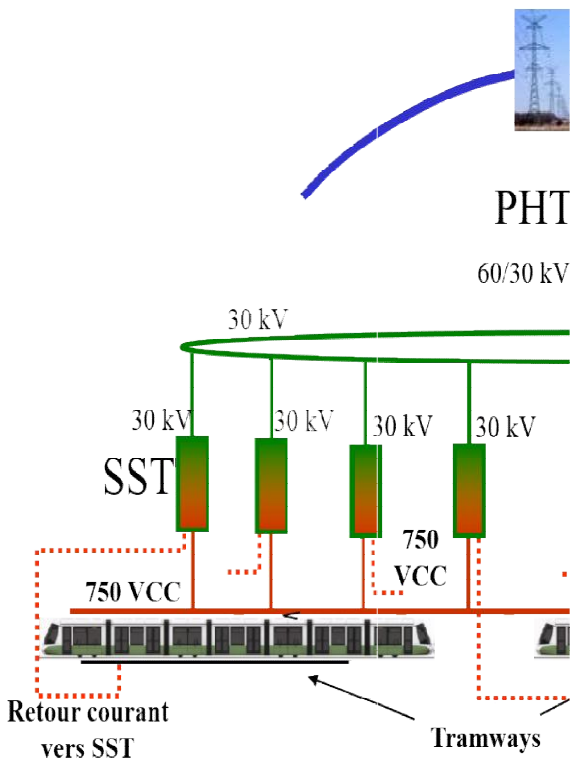 PHT
60/30 kV
30 kV
30 kV
30 kV
30 kV
30 kV
SST
750
VCC
750 VCC
Retour courant
vers SST
Tramways